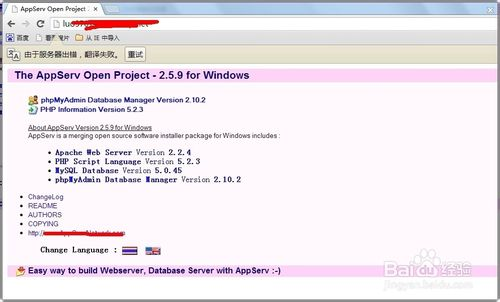 AppServ Open Project -
百度
从 IE 中导入
由于服务器出错，翻译失败。 重试
The AppServ Open Project - 2.5.9 for Windows
phpMyAdmin Database Manager Version 2.10.2
PHP Information Version 5.2.3
About AppServ Version 2.5.9 for Windows
AppServ is a merging open source software installer package for Windows includes :
Apache Web Server Version 2.2.4
PHP Script Language Version 5.2.3
MySQL Database Version 5.0.45
phpMyAdmin Database Manager Version 2.10.2
ChangeLog
README
AUTHORS
COPYING
http://
Change Language :
Easy way to build Webserver, Database Server with AppServ :-)
Baidu 经验
jingyan.baidu.com